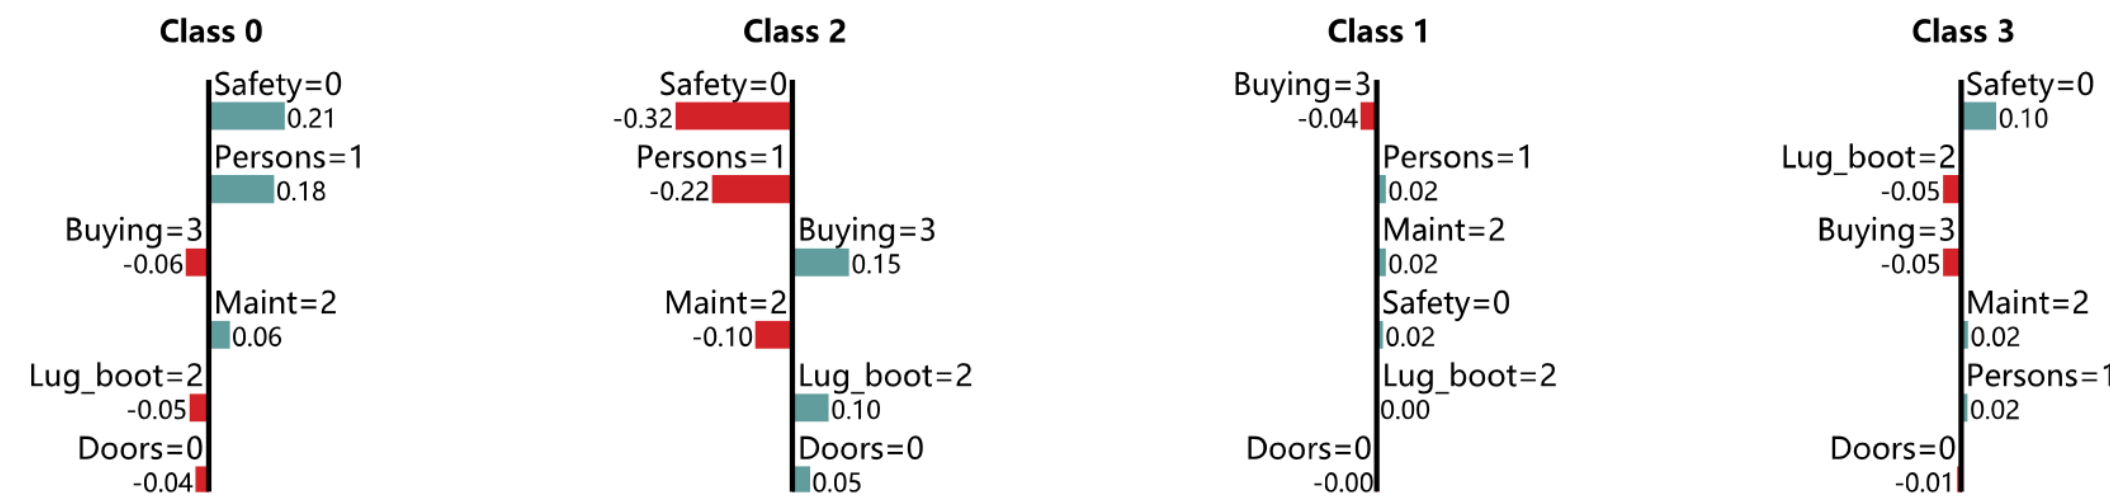 Class 0
Safety=0
0.21
Persons=1
0.18
Buying=3
-0.06
Maint=2
0.06
Lug_boot=2
-0.05
Doors=0
-0.04
Class 2
Safety=0
-0.32
Persons=1
-0.22
Buying=3
0.15
Maint=2
-0.10
Lug_boot=2
0.10
Doors=0
0.05
Class 1
Buying=3
-0.04
Persons=1
0.02
Maint=2
0.02
Safety=0
0.02
Lug_boot=2
0.00
Doors=0
-0.00
Class 3
Safety=0
0.10
Lug_boot=2
-0.05
Buying=3
-0.05
Maint=2
0.02
Persons=1
0.02
Doors=0
-0.01